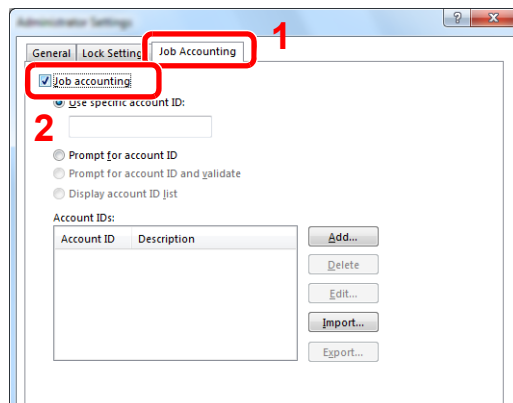 Administrator Settings
1
General Lock Setting Job Accounting
Job accounting
2
Use specific account ID:
Prompt for account ID
Prompt for account ID and validate
Display account ID list
Account IDs:
Account ID Description
Add...
Delete
Edit...
Import...
Export...